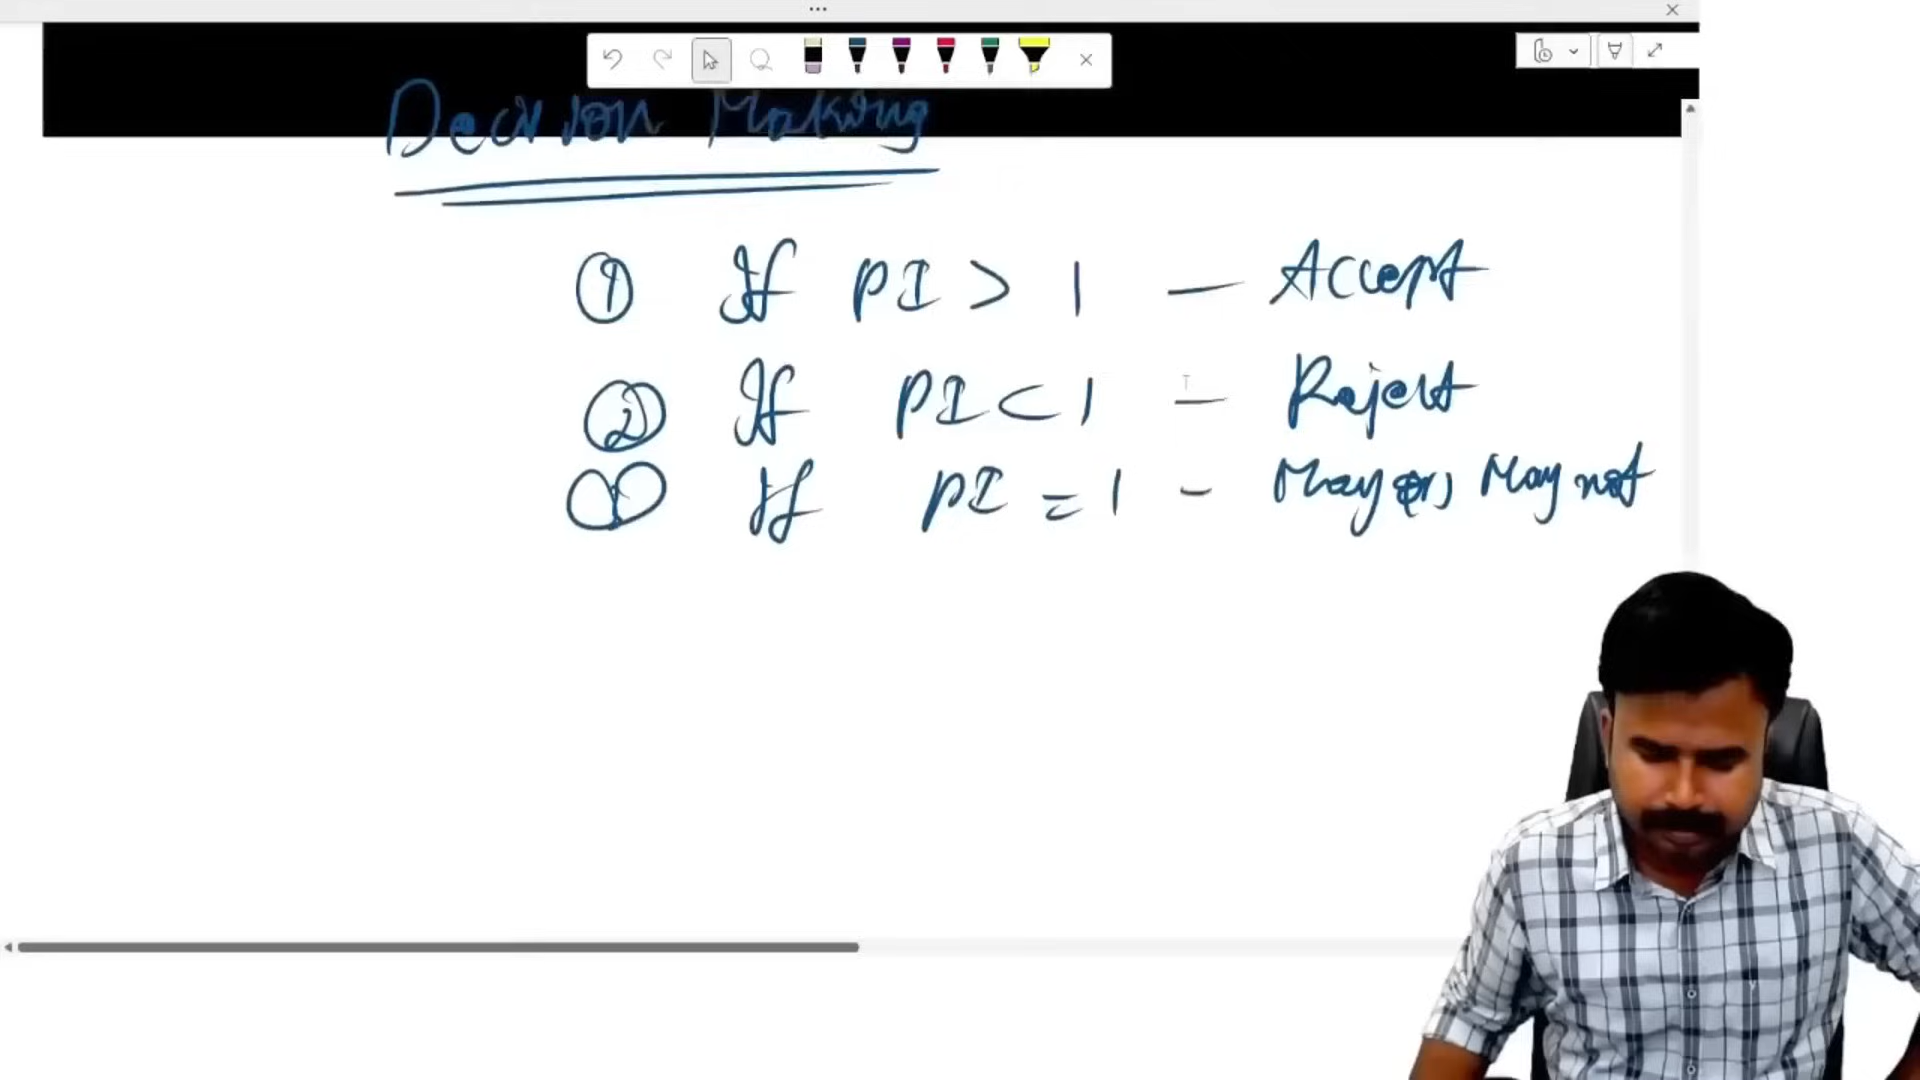 Decision Making
① If PI > 1 — Accept
② If PI < 1 — Reject
If PI = 1 - May (or) May not